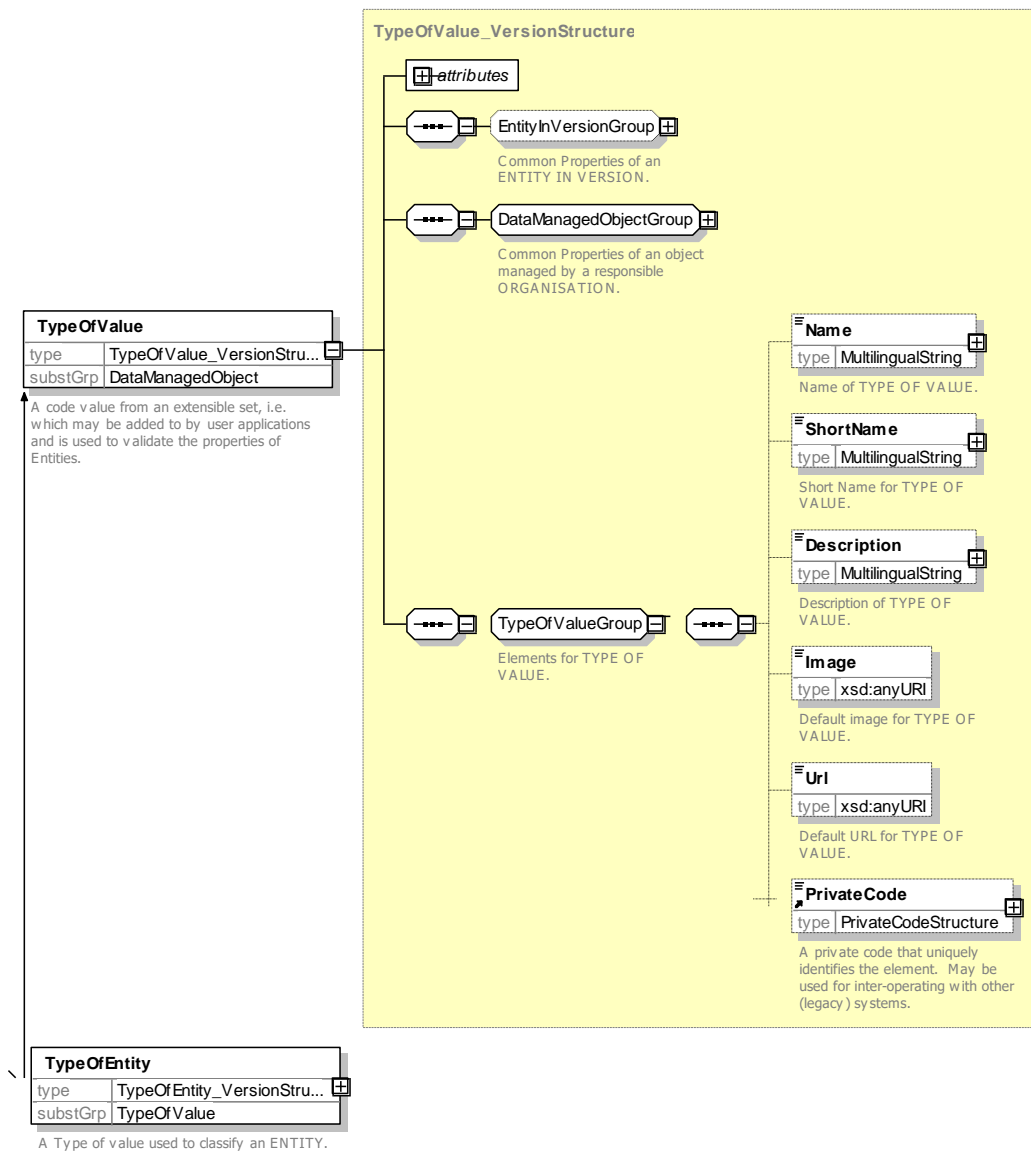 TypeOfValue_VersionStructure
attributes
EntityInVersionGroup
Common Properties of an
ENTITY IN VERSION.
DataManagedObjectGroup
Common Properties of an object
managed by a responsible
ORGANISATION.
TypeOfValue
type TypeOfValue_VersionStru...
substGrp DataManagedObject
A code value from an extensible set, i.e.
which may be added to by user applications
and is used to validate the properties of
Entities.
Name
type MultilingualString
Name of TYPE OF VALUE.
ShortName
type MultilingualString
Short Name for TYPE OF
VALUE.
Description
type MultilingualString
Description of TYPE OF
VALUE.
TypeOfValueGroup
Elements for TYPE OF
VALUE.
Image
type xsd:anyURI
Default image for TYPE OF
VALUE.
Url
type xsd:anyURI
Default URL for TYPE OF
VALUE.
PrivateCode
type PrivateCodeStructure
A private code that uniquely
identifies the element. May be
used for inter-operating with other
(legacy) systems.
TypeOfEntity
type TypeOfEntity_VersionStru...
substGrp TypeOfValue
A Type of value used to classify an ENTITY.